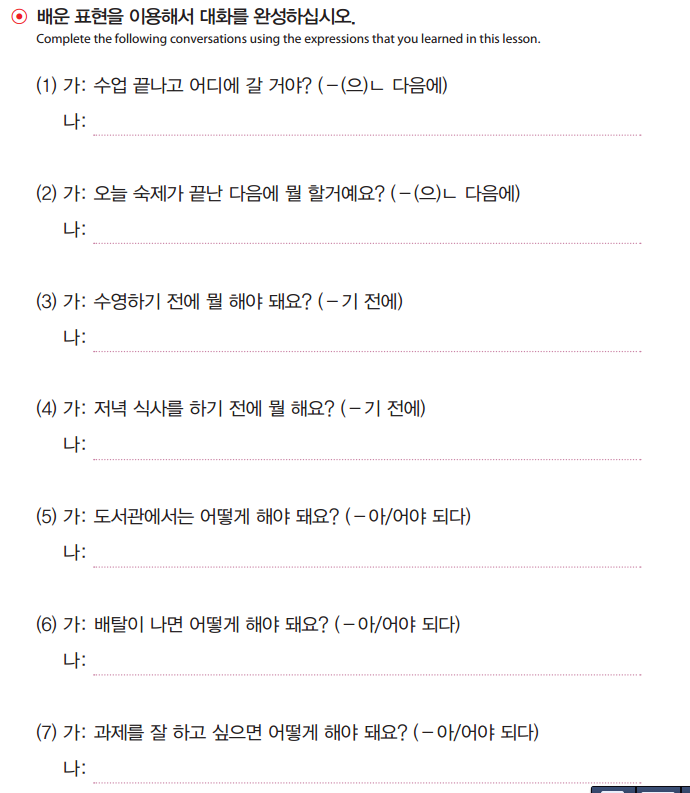 배운 표현을 이용해서 대화를 완성하십시오.
Complete the following conversations using the expressions that you learned in this lesson.
(1) 가: 수업 끝나고 어디에 갈 거야? (–(으)ㄴ 다음에)
나:
(2) 가: 오늘 숙제가 끝난 다음에 뭘 할거예요? (–(으)ㄴ 다음에)
나:
(3) 가: 수영하기 전에 뭘 해야 돼요? (–기 전에)
나:
(4) 가: 저녁 식사를 하기 전에 뭘 해요? (–기 전에)
나:
(5) 가: 도서관에서는 어떻게 해야 돼요? (–아/어야 되다)
나:
(6) 가: 배탈이 나면 어떻게 해야 돼요? (–아/어야 되다)
나:
(7) 가: 과제를 잘 하고 싶으면 어떻게 해야 돼요? (–아/어야 되다)
나: